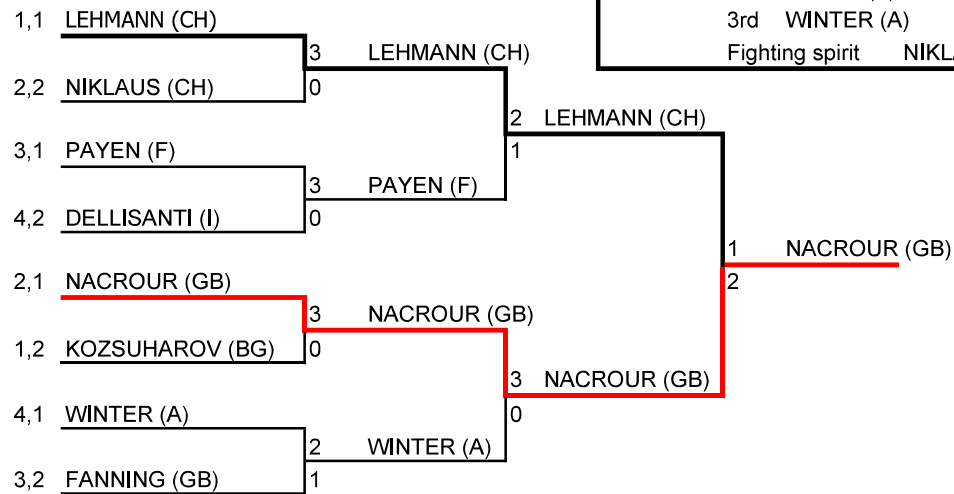 1,1 LEHMANN (CH)
3rd WINTER (A)
3 LEHMANN (CH)
Fighting spirit
2,2 NIKLAUS (CH) 0
2 LEHMANN (CH)
3,1 PAYEN (F) 1
3 PAYEN (F)
4,2 DELLISANTI (I) 0
1 NACROUR (GB)
2,1 NACROUR (GB) 2
3 NACROUR (GB)
1,2 KOZSUHAROV (BG) 0
3 NACROUR (GB)
4,1 WINTER (A) 0
2 WINTER (A)
3,2 FANNING (GB) 1